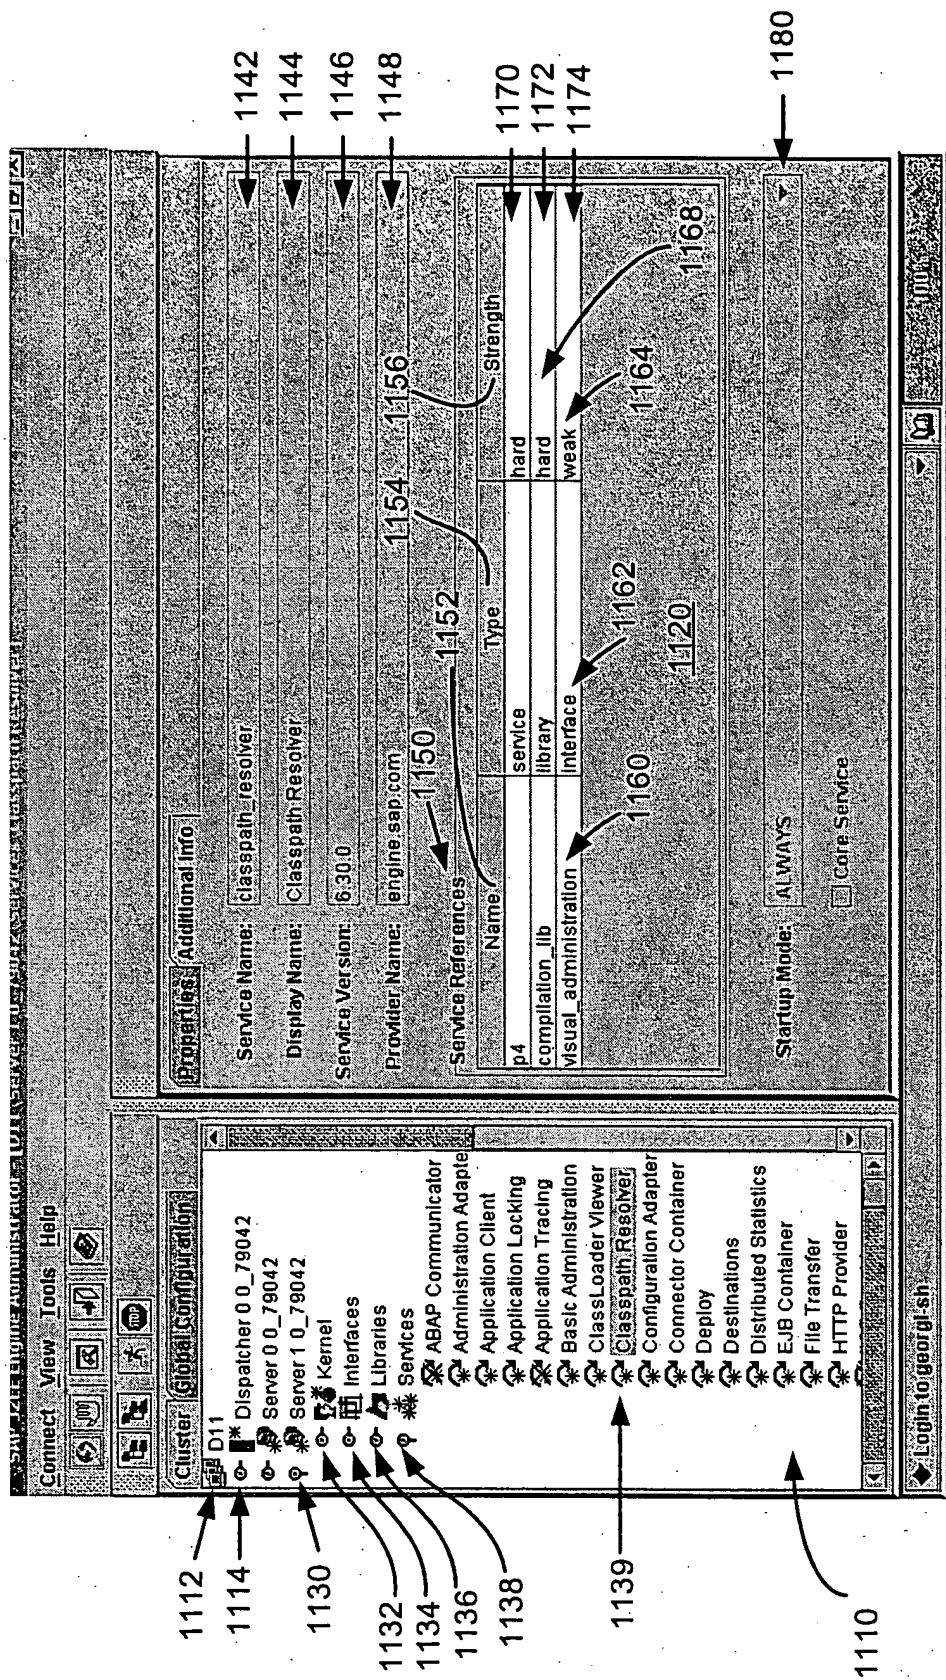 Connect View Tools Help
Cluster Global Configuration
D11
Dispatcher 0 0_79042
Server 0 0_79042
Server 1 0_79042
Kernel
Interfaces
Libraries
Services
ABAP Communicator
Administration Adapte
Application Client
Application Locking
Application Tracing
Basic Administration
ClassLoader Viewer
Classpath Resolver
Configuration Adapter
Connector Container
Deploy
Destinations
Distributed Statistics
EJB Container
File Transfer
HTTP Provider
Properties Additional Info
Service Name: classpath_resolver
Display Name: Classpath Resolver
Service Version: 6.30.0
Provider Name: engine.sap.com
Service References
Name Type Strength
p4 service hard
compilation_lib library hard
visual_administration Interface weak
Startup Mode: ALWAYS
Core Service
Login to georgi-sh
1112
1114
1130
1132
1134
1136
1138
1139
1110
1142
1144
1146
1148
1150
1152
1154
1156
1160
1162
1164
1168
1170
1172
1174
1120
1180